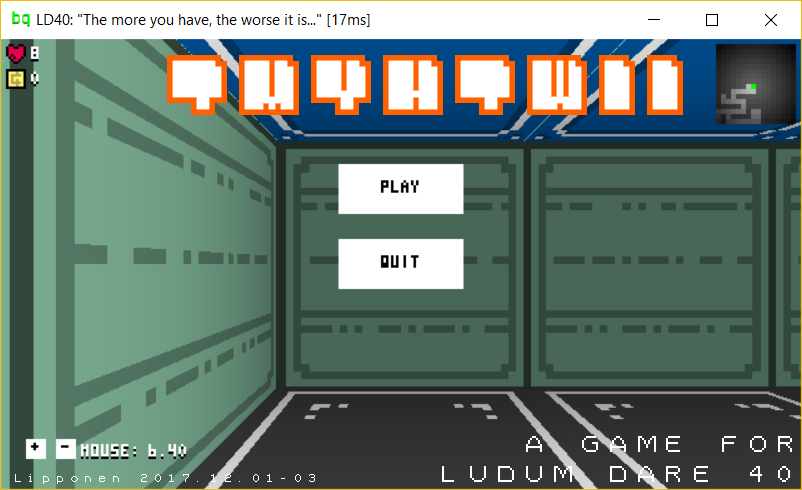 bq LD40: "The more you have, the worse it is..." [17ms]
8
0
TMYHTWII
PLAY
QUIT
+ - MOUSE: 6.40
Lipponen 2017.12.01-03
A GAME FOR
LUDUM DARE 40